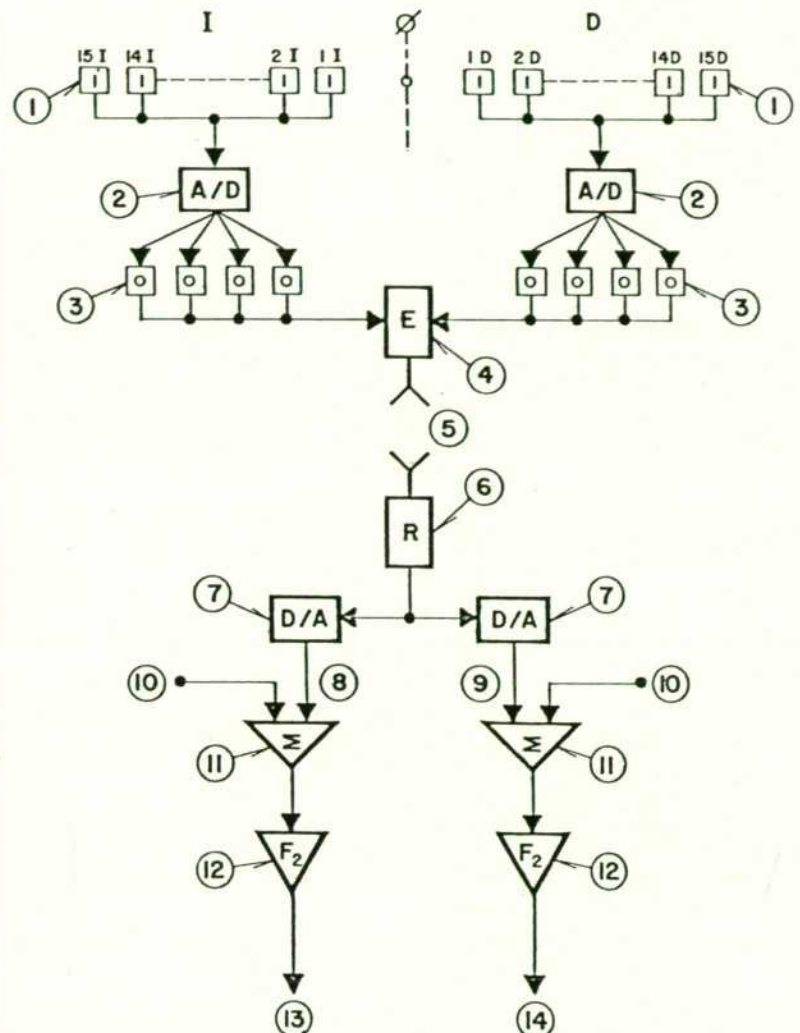 I D
15 I 14 I 2 I 1 I 1 D 2 D 14 D 15 D
1 I I I I I I I I 1
2 A/D A/D 2
3 O O O O O O O O 3
E
4
5
6
R
7 D/A D/A 7
10 8 9 10
Σ Σ
11 11
F₂ F₂
12 12
13 14